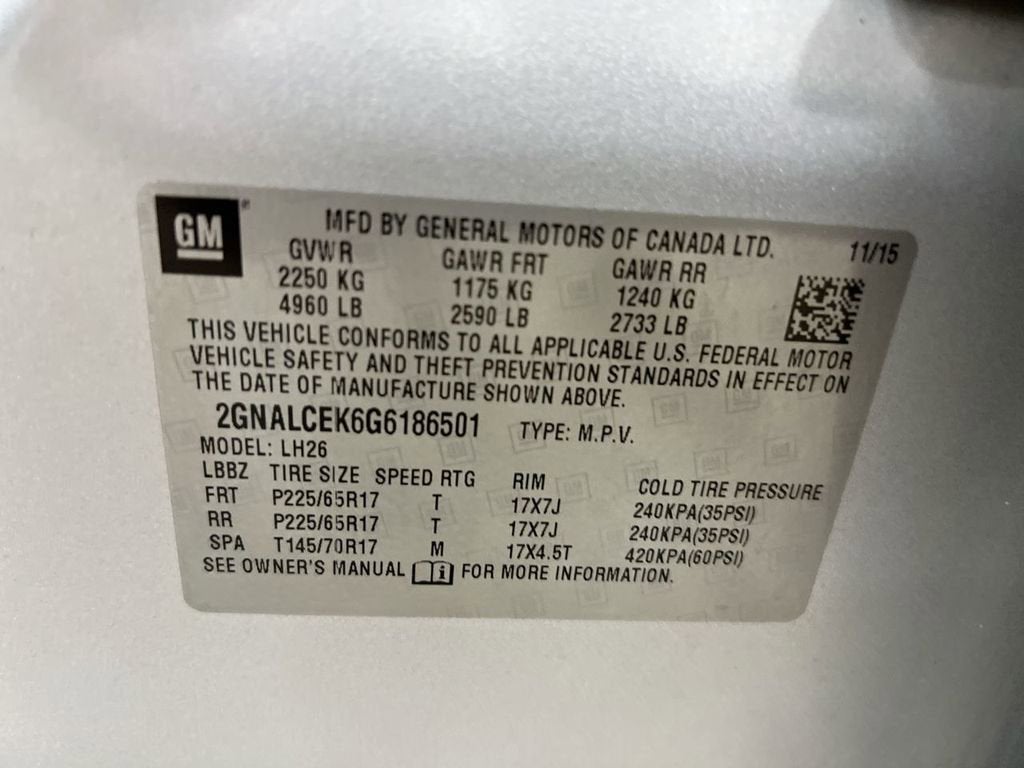 GM ® MFD BY GENERAL MOTORS OF CANADA LTD. 11/15
GVWR GAWR FRT GAWR RR
2250 KG 1175 KG 1240 KG
4960 LB 2590 LB 2733 LB
THIS VEHICLE CONFORMS TO ALL APPLICABLE U.S. FEDERAL MOTOR
VEHICLE SAFETY AND THEFT PREVENTION STANDARDS IN EFFECT ON
THE DATE OF MANUFACTURE SHOWN ABOVE.
2GNALCEK6G6186501 TYPE: M.P.V.
MODEL: LH26
LBBZ TIRE SIZE SPEED RTG RIM COLD TIRE PRESSURE
FRT P225/65R17 T 17X7J 240KPA(35PSI)
RR P225/65R17 T 17X7J 240KPA(35PSI)
SPA T145/70R17 M 17X4.5T 420KPA(60PSI)
SEE OWNER'S MANUAL i FOR MORE INFORMATION.